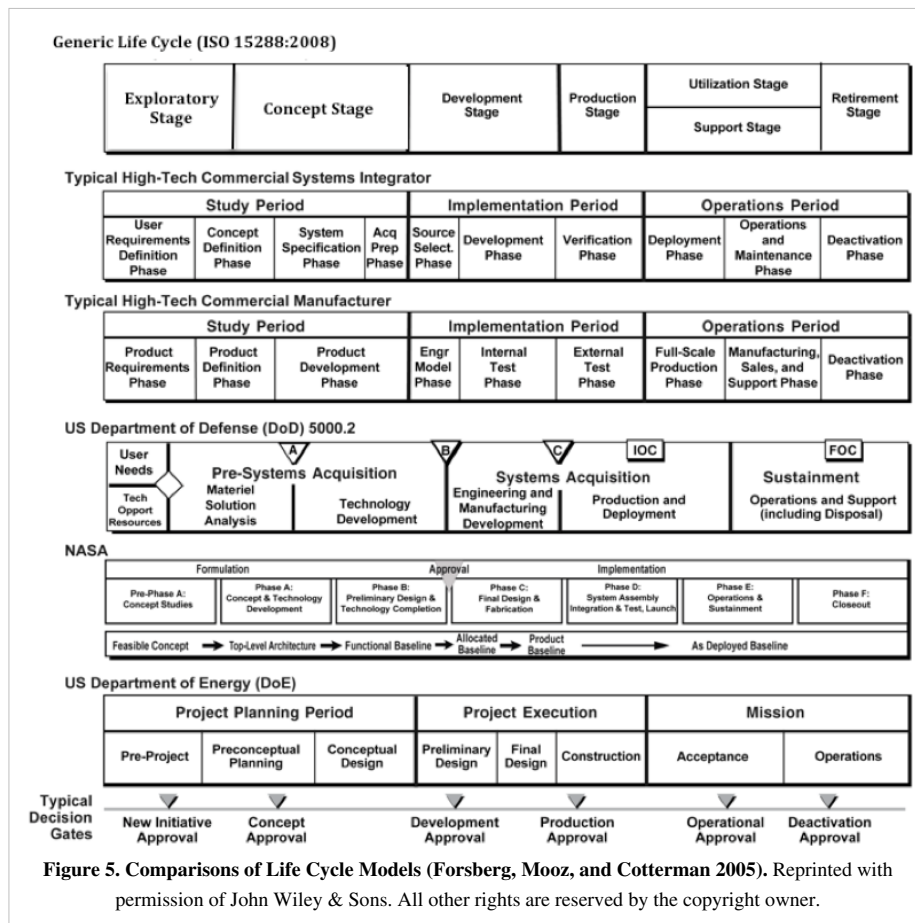 Generic Life Cycle (ISO 15288:2008)
Exploratory
Stage
Concept Stage
Development
Stage
Production
Stage
Utilization Stage
Support Stage
Retirement
Stage
Typical High-Tech Commercial Systems Integrator
Study Period
Implementation Period
Operations Period
User
Requirements
Definition
Phase
Concept
Definition
Phase
System
Specification
Phase
Acq
Prep
Phase
Source
Select.
Phase
Development
Phase
Verification
Phase
Deployment
Phase
Operations
and
Maintenance
Phase
Deactivation
Phase
Typical High-Tech Commercial Manufacturer
Study Period
Implementation Period
Operations Period
Product
Requirements
Phase
Product
Definition
Phase
Product
Development
Phase
Engr
Model
Phase
Internal
Test
Phase
External
Test
Phase
Full-Scale
Production
Phase
Manufacturing,
Sales, and
Support Phase
Deactivation
Phase
US Department of Defense (DoD) 5000.2
User
Needs
Tech
Opport
Resources
A
Pre-Systems Acquisition
Materiel
Solution
Analysis
Technology
Development
B
C
IOC
Systems Acquisition
Engineering and
Manufacturing
Development
Production and
Deployment
FOC
Sustainment
Operations and Support
(including Disposal)
NASA
Formulation
Approval
Implementation
Pre-Phase A:
Concept Studies
Phase A:
Concept & Technology
Development
Phase B:
Preliminary Design &
Technology Completion
Phase C:
Final Design &
Fabrication
Phase D:
System Assembly
Integration & Test, Launch
Phase E:
Operations &
Sustainment
Phase F:
Closeout
Feasible Concept
Top-Level Architecture
Functional Baseline
Allocated
Baseline
Product
Baseline
As Deployed Baseline
US Department of Energy (DoE)
Project Planning Period
Project Execution
Mission
Pre-Project
Preconceptual
Planning
Conceptual
Design
Preliminary
Design
Final
Design
Construction
Acceptance
Operations
Typical
Decision
Gates
New Initiative
Approval
Concept
Approval
Development
Approval
Production
Approval
Operational
Approval
Deactivation
Approval
Figure 5. Comparisons of Life Cycle Models (Forsberg, Mooz, and Cotterman 2005). Reprinted with
permission of John Wiley & Sons. All other rights are reserved by the copyright owner.